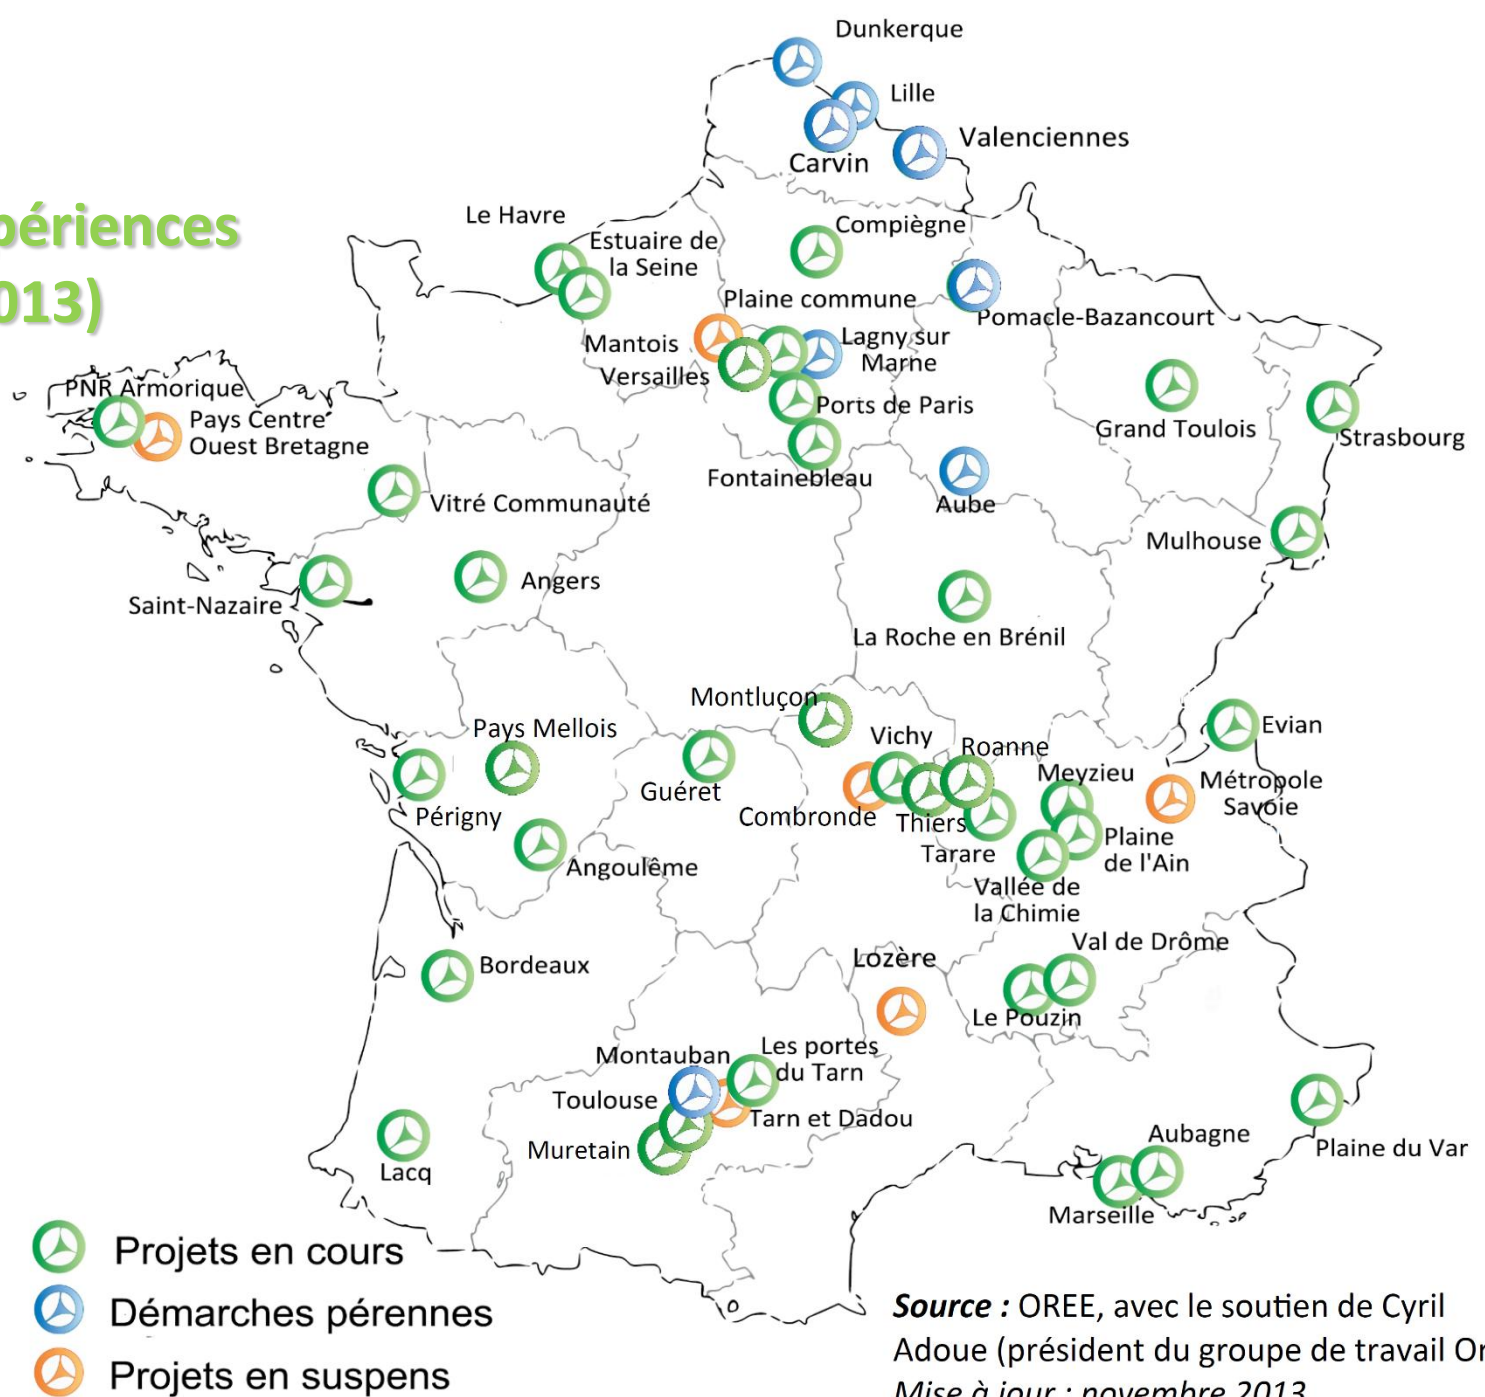 Dunkerque
Lille
Carvin
Valenciennes
périences
013)
Le Havre
Estuaire de
la Seine
Compiègne
Plaine commune
Pomacle-Bazancourt
Mantois
Versailles
Lagny sur
Marne
Ports de Paris
Fontainebleau
PNR Armorique
Pays Centre
Ouest Bretagne
Grand Toulois
Strasbourg
Vitré Communauté
Aube
Mulhouse
Saint-Nazaire
Angers
La Roche en Brénil
Montluçon
Pays Mellois
Vichy
Roanne
Evian
Périgny
Guéret
Combronde
Thiers
Tarare
Meyzieu
Métropole
Savoie
Plaine
de l'Ain
Angoulême
Vallée de
la Chimie
Bordeaux
Lozère
Val de Drôme
Le Pouzin
Montauban
Les portes
du Tarn
Toulouse
Tarn et Dadou
Muretain
Lacq
Aubagne
Marseille
Plaine du Var
Projets en cours
Démarches pérennes
Projets en suspens
Source : OREE, avec le soutien de Cyril
Adoue (président du groupe de travail Or
Mise à jour : novembre 2013